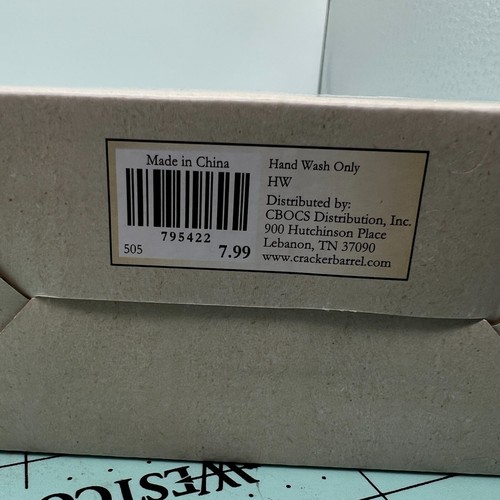 Made in China
795422
505
7.99
Hand Wash Only
HW
Distributed by:
CBOCS Distribution, Inc.
900 Hutchinson Place
Lebanon, TN 37090
www.crackerbarrel.com
WESTCO